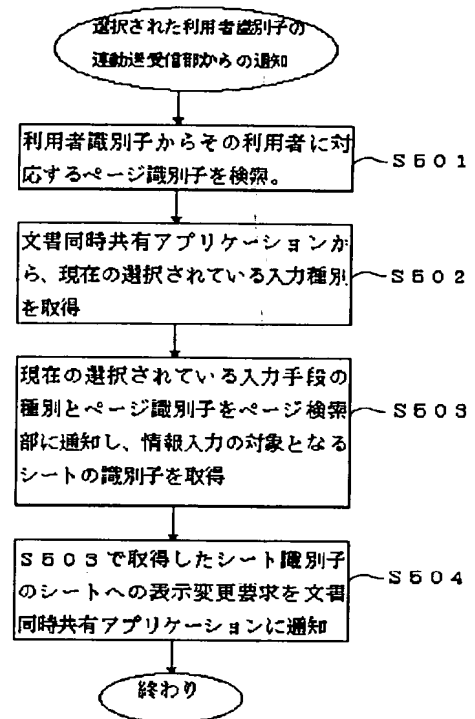 選択された利用者識別子の
連動送受信部からの通知
利用者識別子からその利用者に対
応するページ識別子を検索。
S501
文書同時共有アプリケーションか
ら、現在の選択されている入力種別
を取得
S502
現在の選択されている入力手段の
種別とページ識別子をページ検索
部に通知し、情報入力の対象となる
シートの識別子を取得
S503
S503で取得したシート識別子
のシートへの表示変更要求を文書
同時共有アプリケーションに通知
S504
終わり